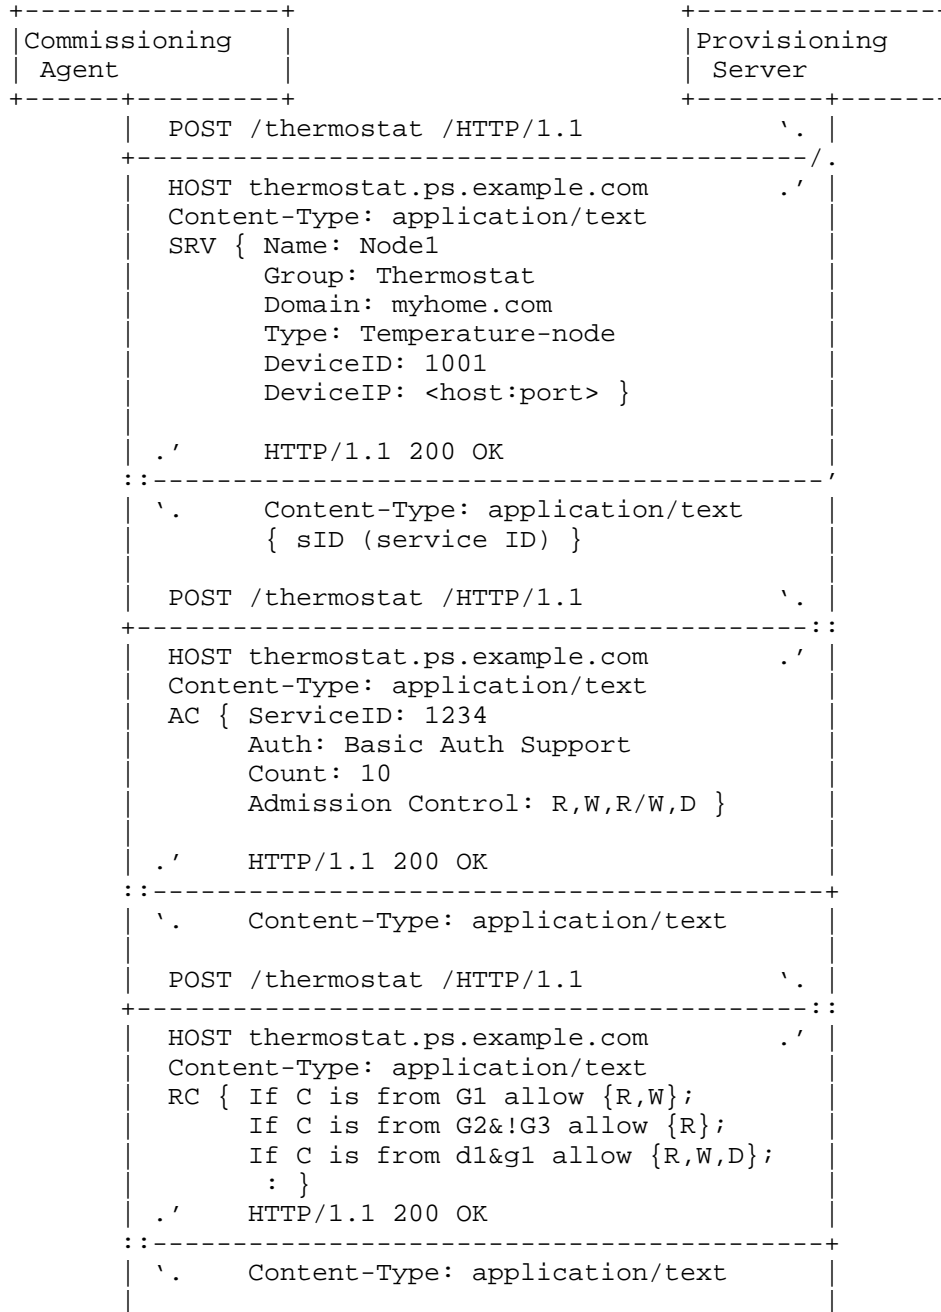 +----------------+                         +----------------
|Commissioning   |                         |Provisioning
| Agent          |                         | Server
+------+---------+                         +--------+-------
       |  POST /thermostat /HTTP/1.1            ‘. |
       +------------------------------------------/.
       |  HOST thermostat.ps.example.com        .’ |
       |  Content-Type: application/text           |
       |  SRV { Name: Node1                        |
       |        Group: Thermostat                  |
       |        Domain: myhome.com                 |
       |        Type: Temperature-node             |
       |        DeviceID: 1001                     |
       |        DeviceIP: <host:port> }            |
       |                                           |
       | .’     HTTP/1.1 200 OK                    |
       ::------------------------------------------’
       | ‘.     Content-Type: application/text     |
       |        { sID (service ID) }               |
       |                                           |
       |  POST /thermostat /HTTP/1.1            ‘. |
       +------------------------------------------::
       |  HOST thermostat.ps.example.com        .’ |
       |  Content-Type: application/text           |
       |  AC { ServiceID: 1234                     |
       |       Auth: Basic Auth Support            |
       |       Count: 10                           |
       |       Admission Control: R,W,R/W,D }      |
       |                                           |
       | .’    HTTP/1.1 200 OK                     |
       ::------------------------------------------+
       | ‘.    Content-Type: application/text      |
       |                                           |
       |  POST /thermostat /HTTP/1.1            ‘. |
       +------------------------------------------::
       |  HOST thermostat.ps.example.com        .’ |
       |  Content-Type: application/text           |
       |  RC { If C is from G1 allow {R,W};        |
       |       If C is from G2&!G3 allow {R};      |
       |       If C is from d1&g1 allow {R,W,D};   |
       |        : }                                |
       | .’    HTTP/1.1 200 OK                     |
       ::------------------------------------------+
       | ‘.    Content-Type: application/text      |
       |                                           |